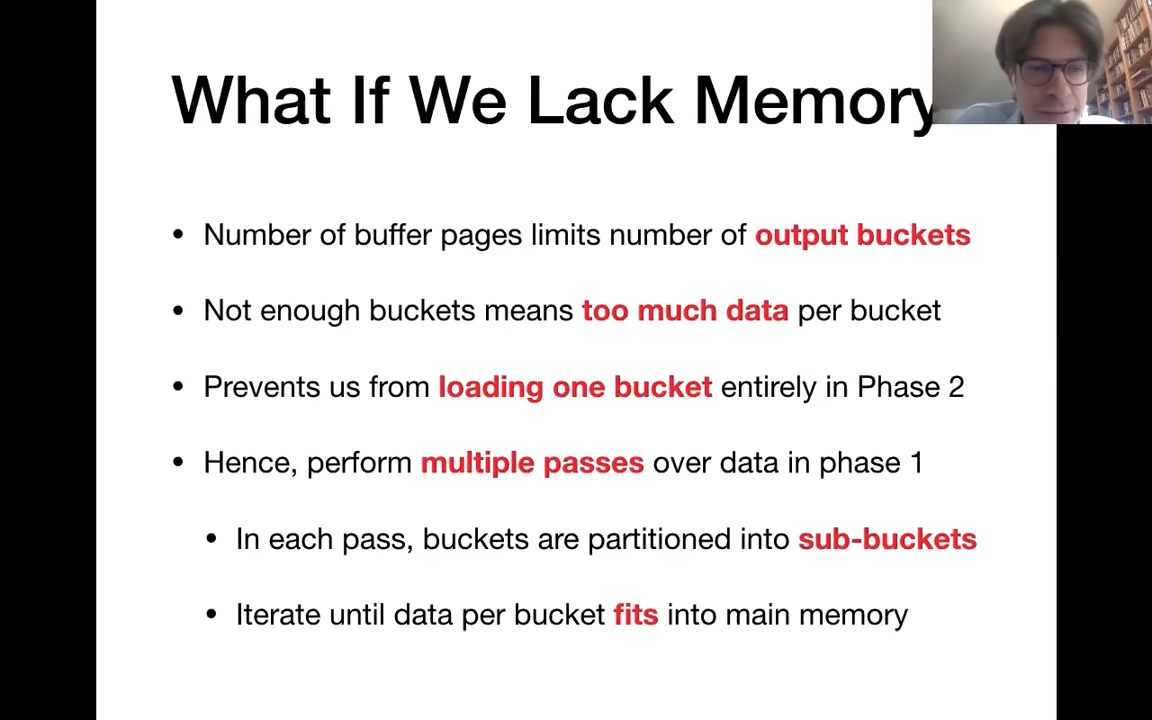 What If We Lack Memory
• Number of buffer pages limits number of output buckets
• Not enough buckets means too much data per bucket
• Prevents us from loading one bucket entirely in Phase 2
• Hence, perform multiple passes over data in phase 1
• In each pass, buckets are partitioned into sub-buckets
• Iterate until data per bucket fits into main memory